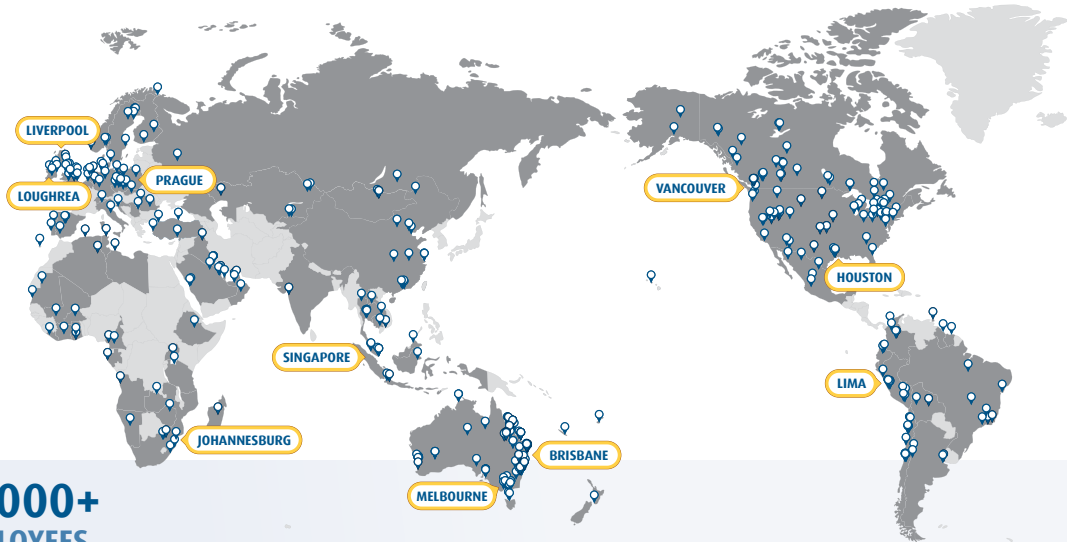 LIVERPOOL
PRAGUE
LOUGHREA
VANCOUVER
HOUSTON
SINGAPORE
LIMA
JOHANNESBURG
BRISBANE
MELBOURNE
000+